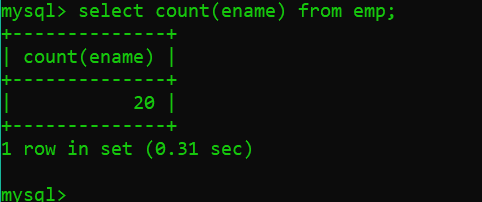 mysql> select count(ename) from emp;
+--------------+
| count(ename) |
+--------------+
|           20 |
+--------------+
1 row in set (0.31 sec)
mysql>